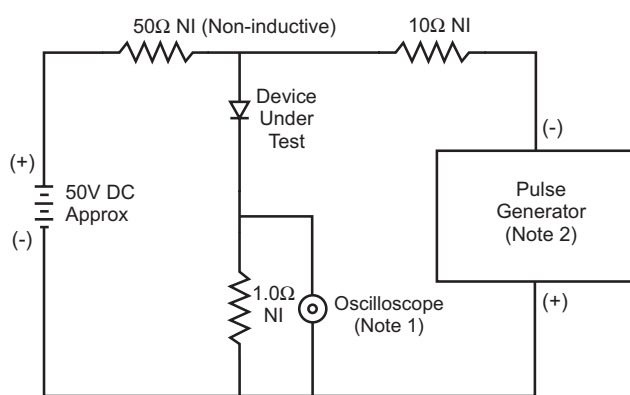 50Ω NI (Non-inductive)
10Ω NI
Device
Under
Test
(+)
50V DC
Approx
(-)
1.0Ω
NI
Oscilloscope
(Note 1)
(-)
Pulse
Generator
(Note 2)
(+)